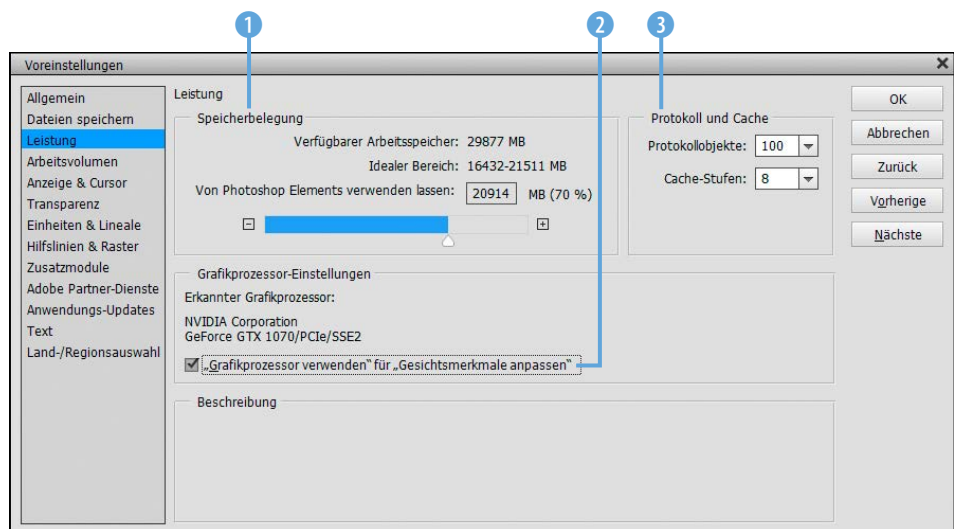 1 2 3
Voreinstellungen
Allgemein
Dateien speichern
Leistung
Arbeitsvolumen
Anzeige & Cursor
Transparenz
Einheiten & Lineale
Hilfslinien & Raster
Zusatzmodule
Adobe Partner-Dienste
Anwendungs-Updates
Text
Land-/Regionsauswahl
Leistung
Speicherbelegung
Verfügbarer Arbeitsspeicher: 29877 MB
Idealer Bereich: 16432-21511 MB
Von Photoshop Elements verwenden lassen: 20914 MB (70 %)
Protokoll und Cache
Protokollobjekte: 100
Cache-Stufen: 8
Grafikprozessor-Einstellungen
Erkannter Grafikprozessor:
NVIDIA Corporation
GeForce GTX 1070/PCIe/SSE2
„Grafikprozessor verwenden" für „Gesichtsmerkmale anpassen"
Beschreibung
OK
Abbrechen
Zurück
Vorherige
Nächste